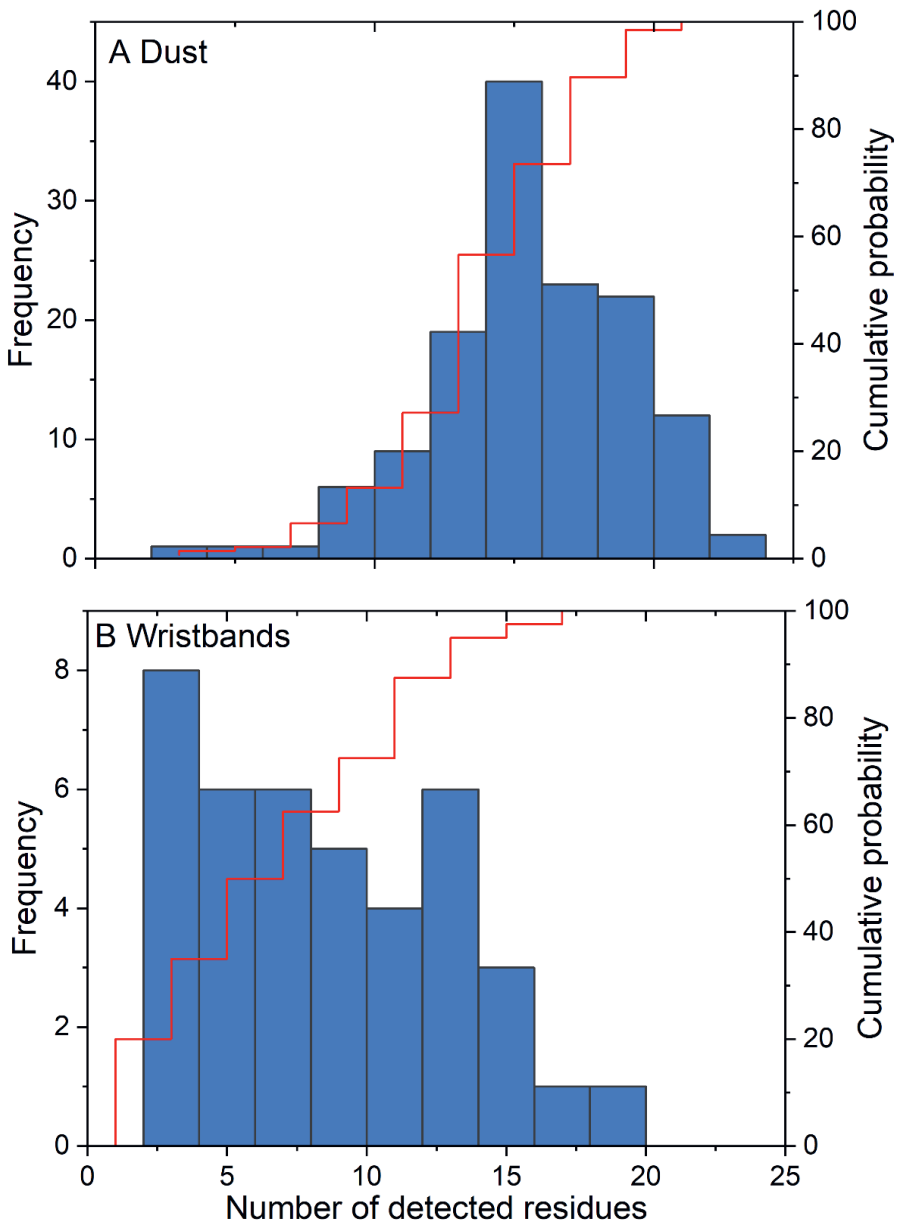 A Dust
Frequency
0
10
20
30
40
Cumulative probability
0
20
40
60
80
100
B Wristbands
Frequency
0
2
4
6
8
Cumulative probability
0
20
40
60
80
100
0 5 10 15 20 25
Number of detected residues